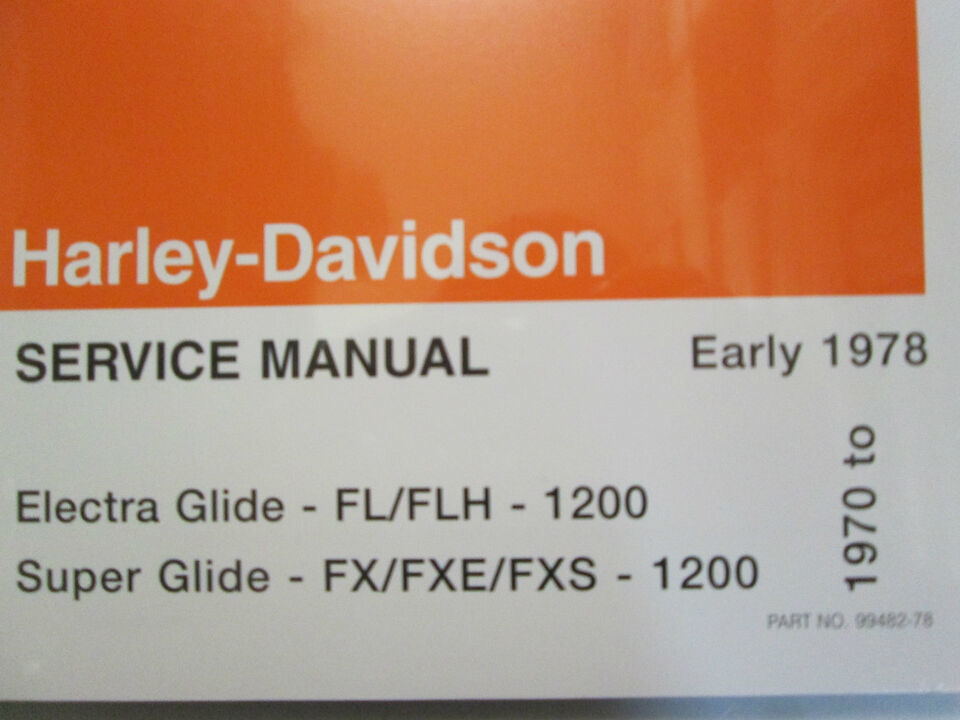 Harley-Davidson
SERVICE MANUAL
1970 to
Early 1978
Electra Glide - FL/FLH - 1200
Super Glide - FX/FXE/FXS - 1200
PART NO. 99482-78